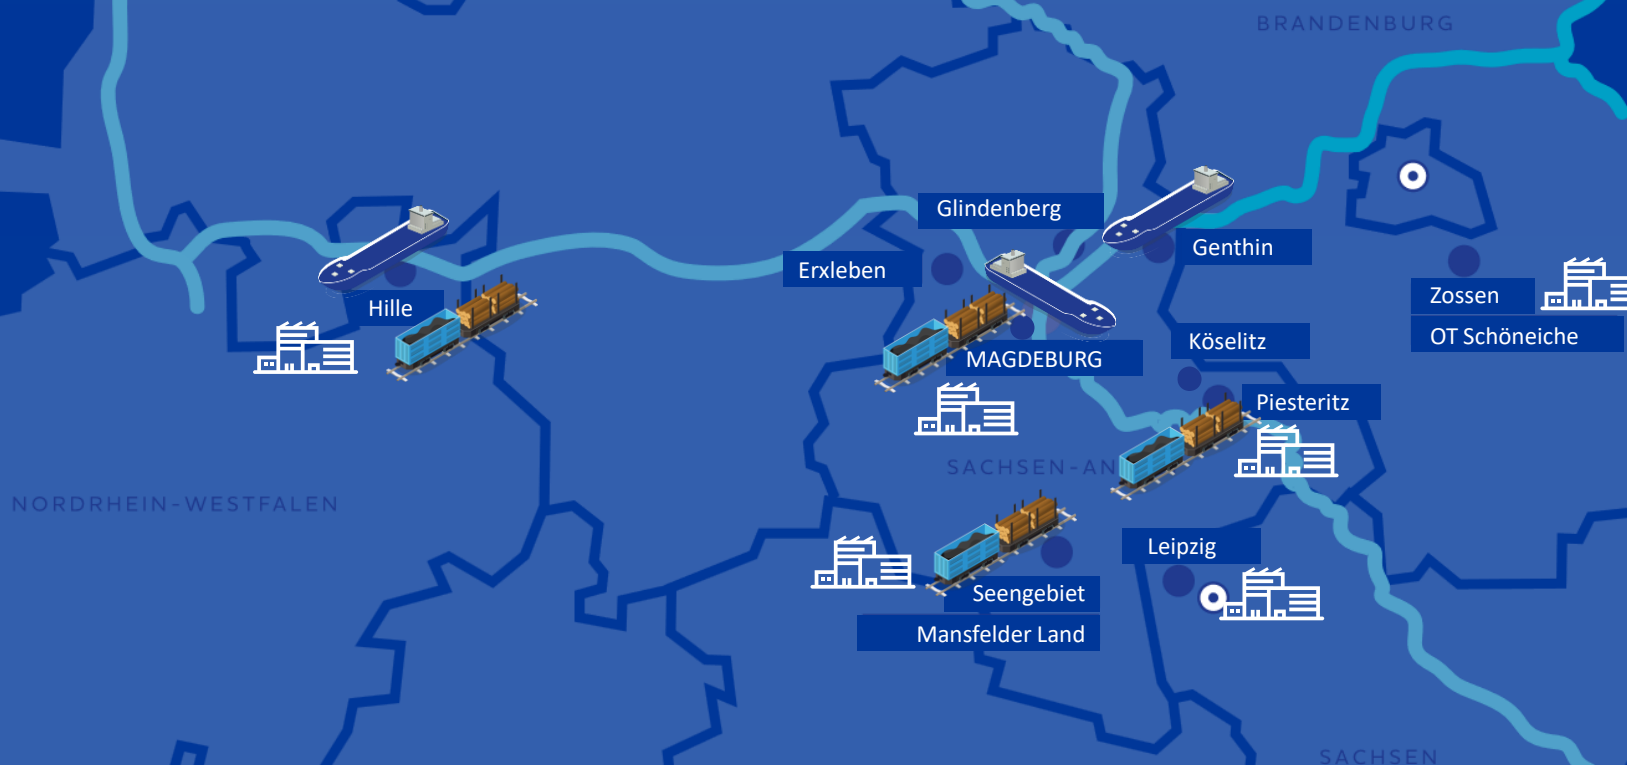 BRANDENBURG
Glindenberg
Genthin
Erxleben
Hille
Zossen
OT Schöneiche
Köselitz
MAGDEBURG
Piesteritz
SACHSEN-AN
NORDRHEIN-WESTFALEN
Leipzig
Seengebiet
Mansfelder Land
SACHSEN